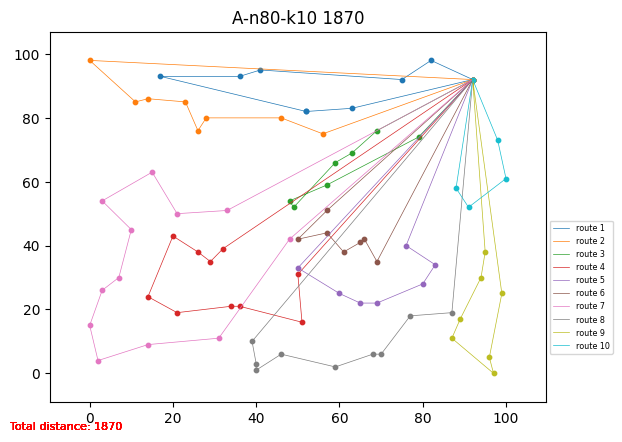 A-n80-k10 1870
100
80
60
40
20
0
0
20
40
60
80
100
route 1
route 2
route 3
route 4
route 5
route 6
route 7
route 8
route 9
route 10
Total distance: 1870